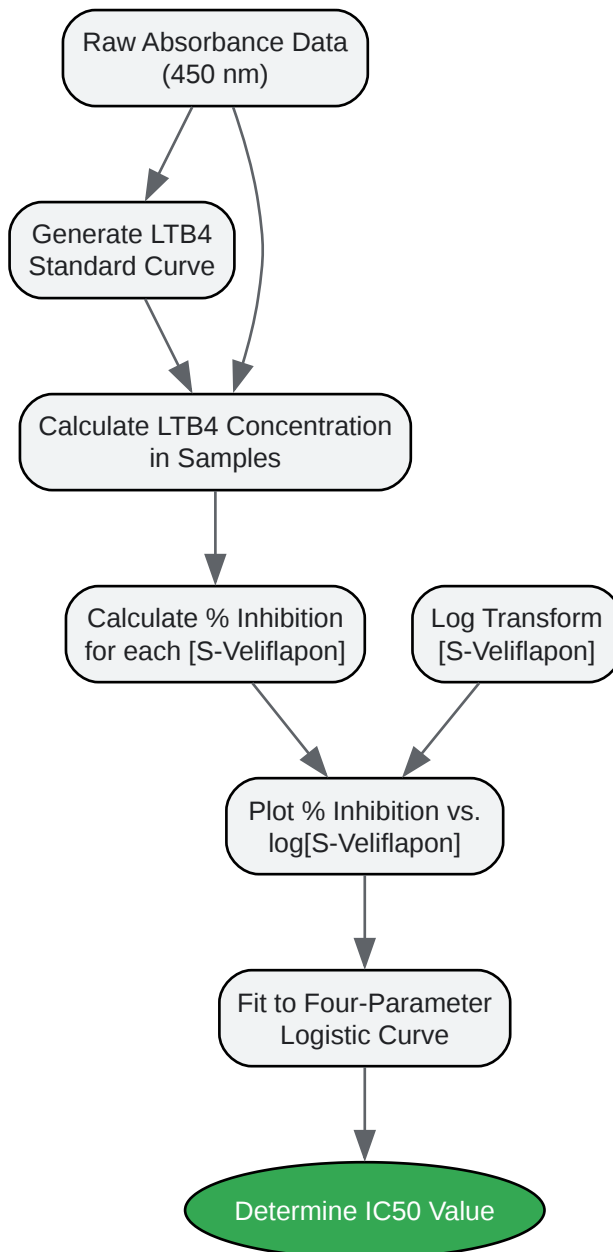 Raw Absorbance Data
(450 nm)
Generate LTB4
Standard Curve
Calculate LTB4 Concentration
in Samples
Calculate % Inhibition
for each [S-Veliflapon]
Log Transform
[S-Veliflapon]
Plot % Inhibition vs.
log[S-Veliflapon]
Fit to Four-Parameter
Logistic Curve
Determine IC50 Value